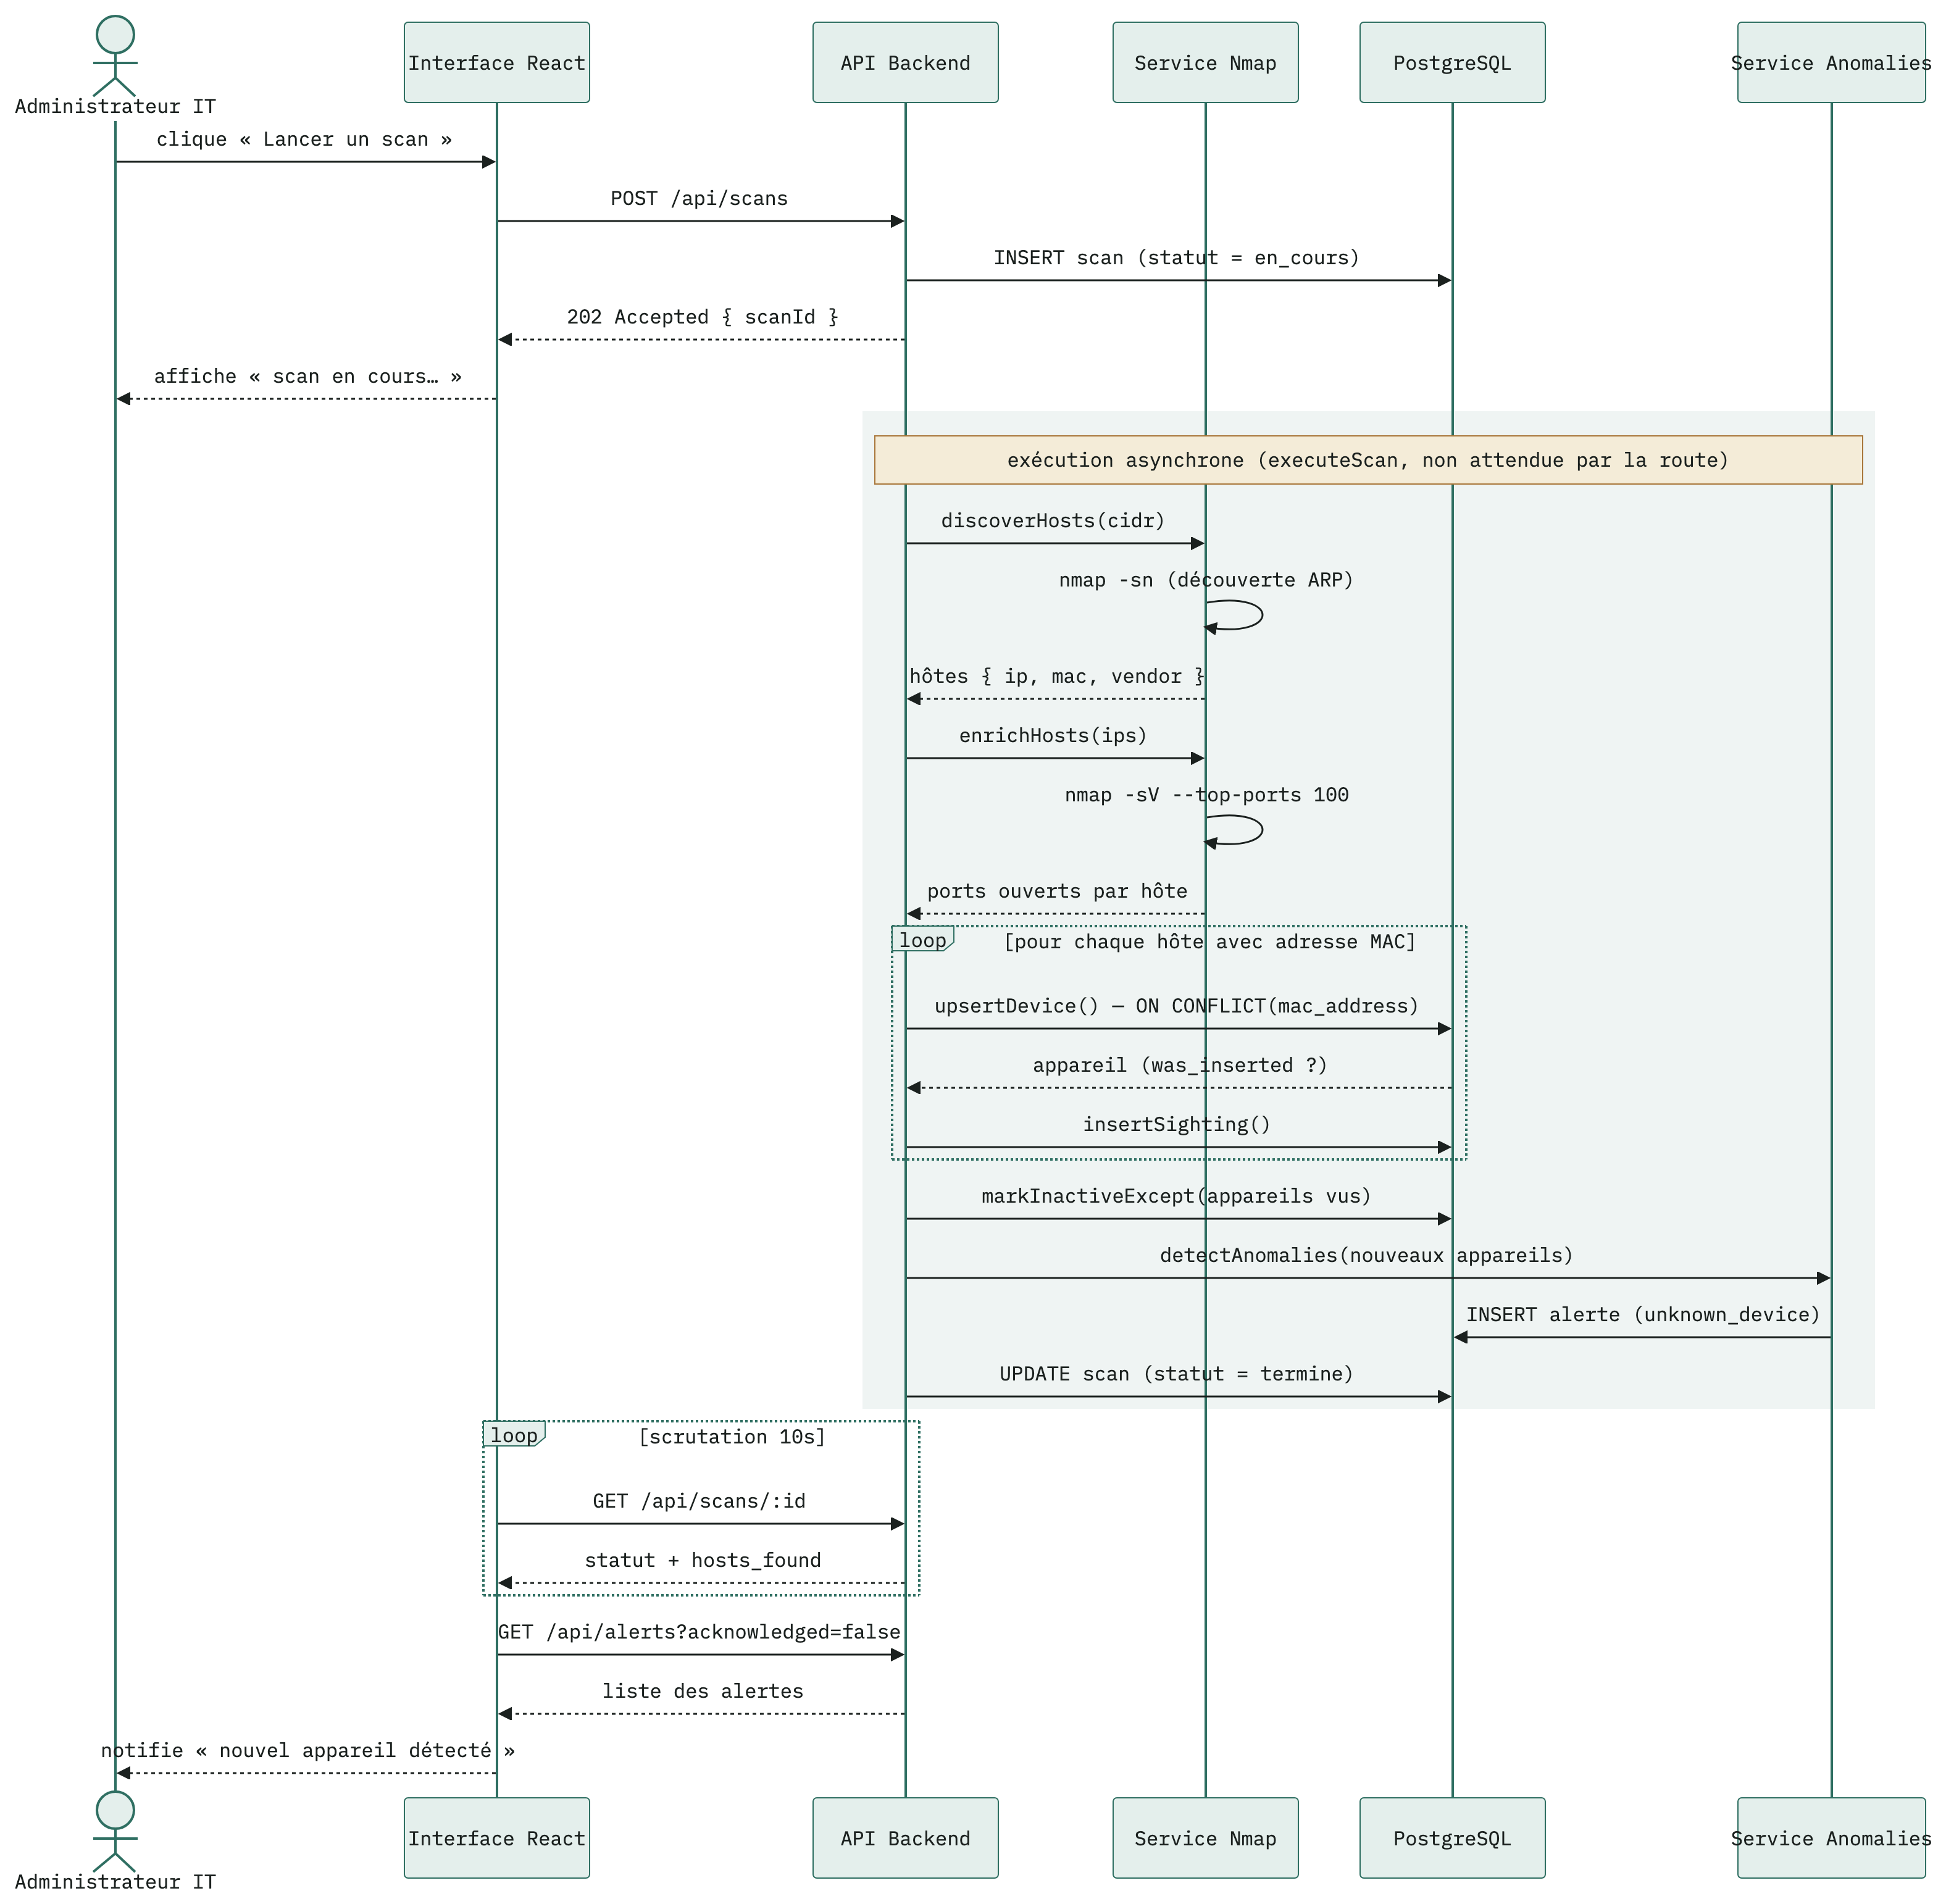 Administrateur IT
Interface React
API Backend
Service Nmap
PostgreSQL
Service Anomalies
clique « Lancer un scan »
POST /api/scans
INSERT scan (statut = en_cours)
202 Accepted { scanId }
affiche « scan en cours… »
exécution asynchrone (executeScan, non attendue par la route)
discoverHosts(cidr)
nmap -sn (découverte ARP)
hôtes { ip, mac, vendor }
enrichHosts(ips)
nmap -sV --top-ports 100
ports ouverts par hôte
loop
[pour chaque hôte avec adresse MAC]
upsertDevice() — ON CONFLICT(mac_address)
appareil (was_inserted ?)
insertSighting()
markInactiveExcept(appareils vus)
detectAnomalies(nouveaux appareils)
INSERT alerte (unknown_device)
UPDATE scan (statut = termine)
loop
[scrutation 10s]
GET /api/scans/:id
statut + hosts_found
GET /api/alerts?acknowledged=false
liste des alertes
notifie « nouvel appareil détecté »
Administrateur IT
Interface React
API Backend
Service Nmap
PostgreSQL
Service Anomalies